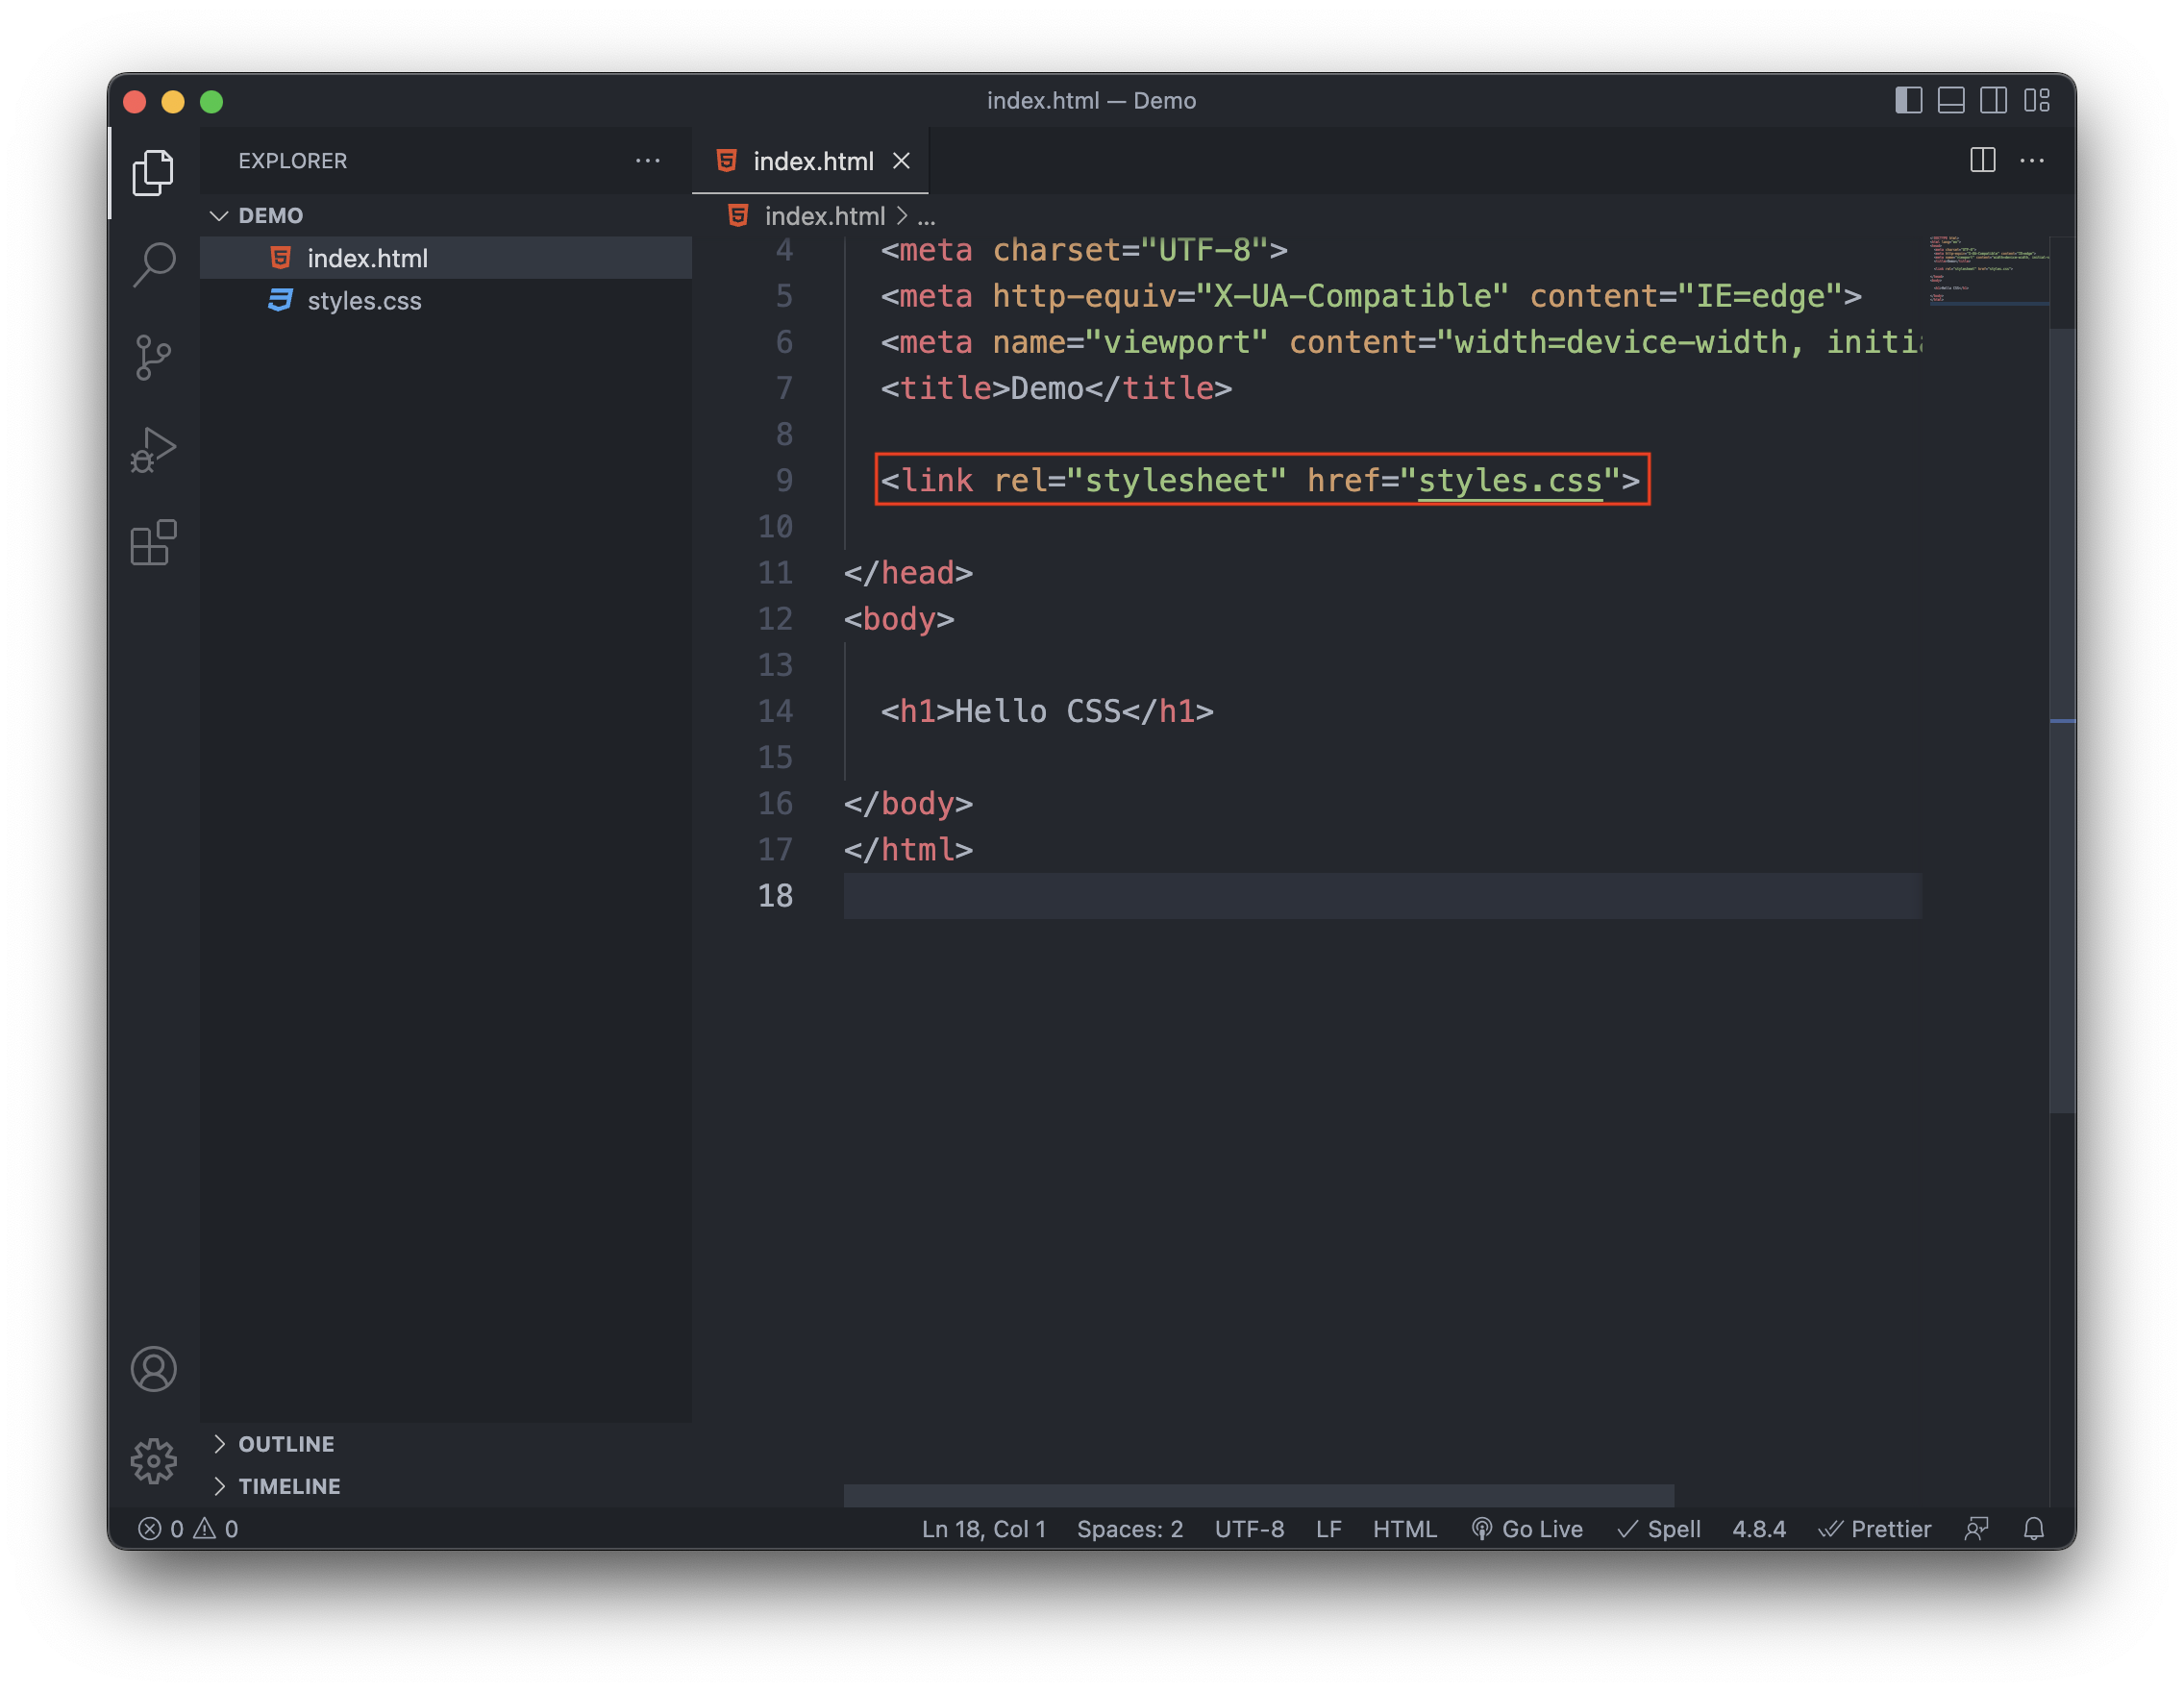 index.html — Demo
EXPLORER
index.html
DEMO
index.html
styles.css
index.html > ...
4 <meta charset="UTF-8">
5 <meta http-equiv="X-UA-Compatible" content="IE=edge">
6 <meta name="viewport" content="width=device-width, initi
7 <title>Demo</title>
8
9 <link rel="stylesheet" href="styles.css">
10
11 </head>
12 <body>
13
14 <h1>Hello CSS</h1>
15
16 </body>
17 </html>
18
OUTLINE
TIMELINE
0 0 Ln 18, Col 1 Spaces: 2 UTF-8 LF HTML Go Live Spell 4.8.4 Prettier